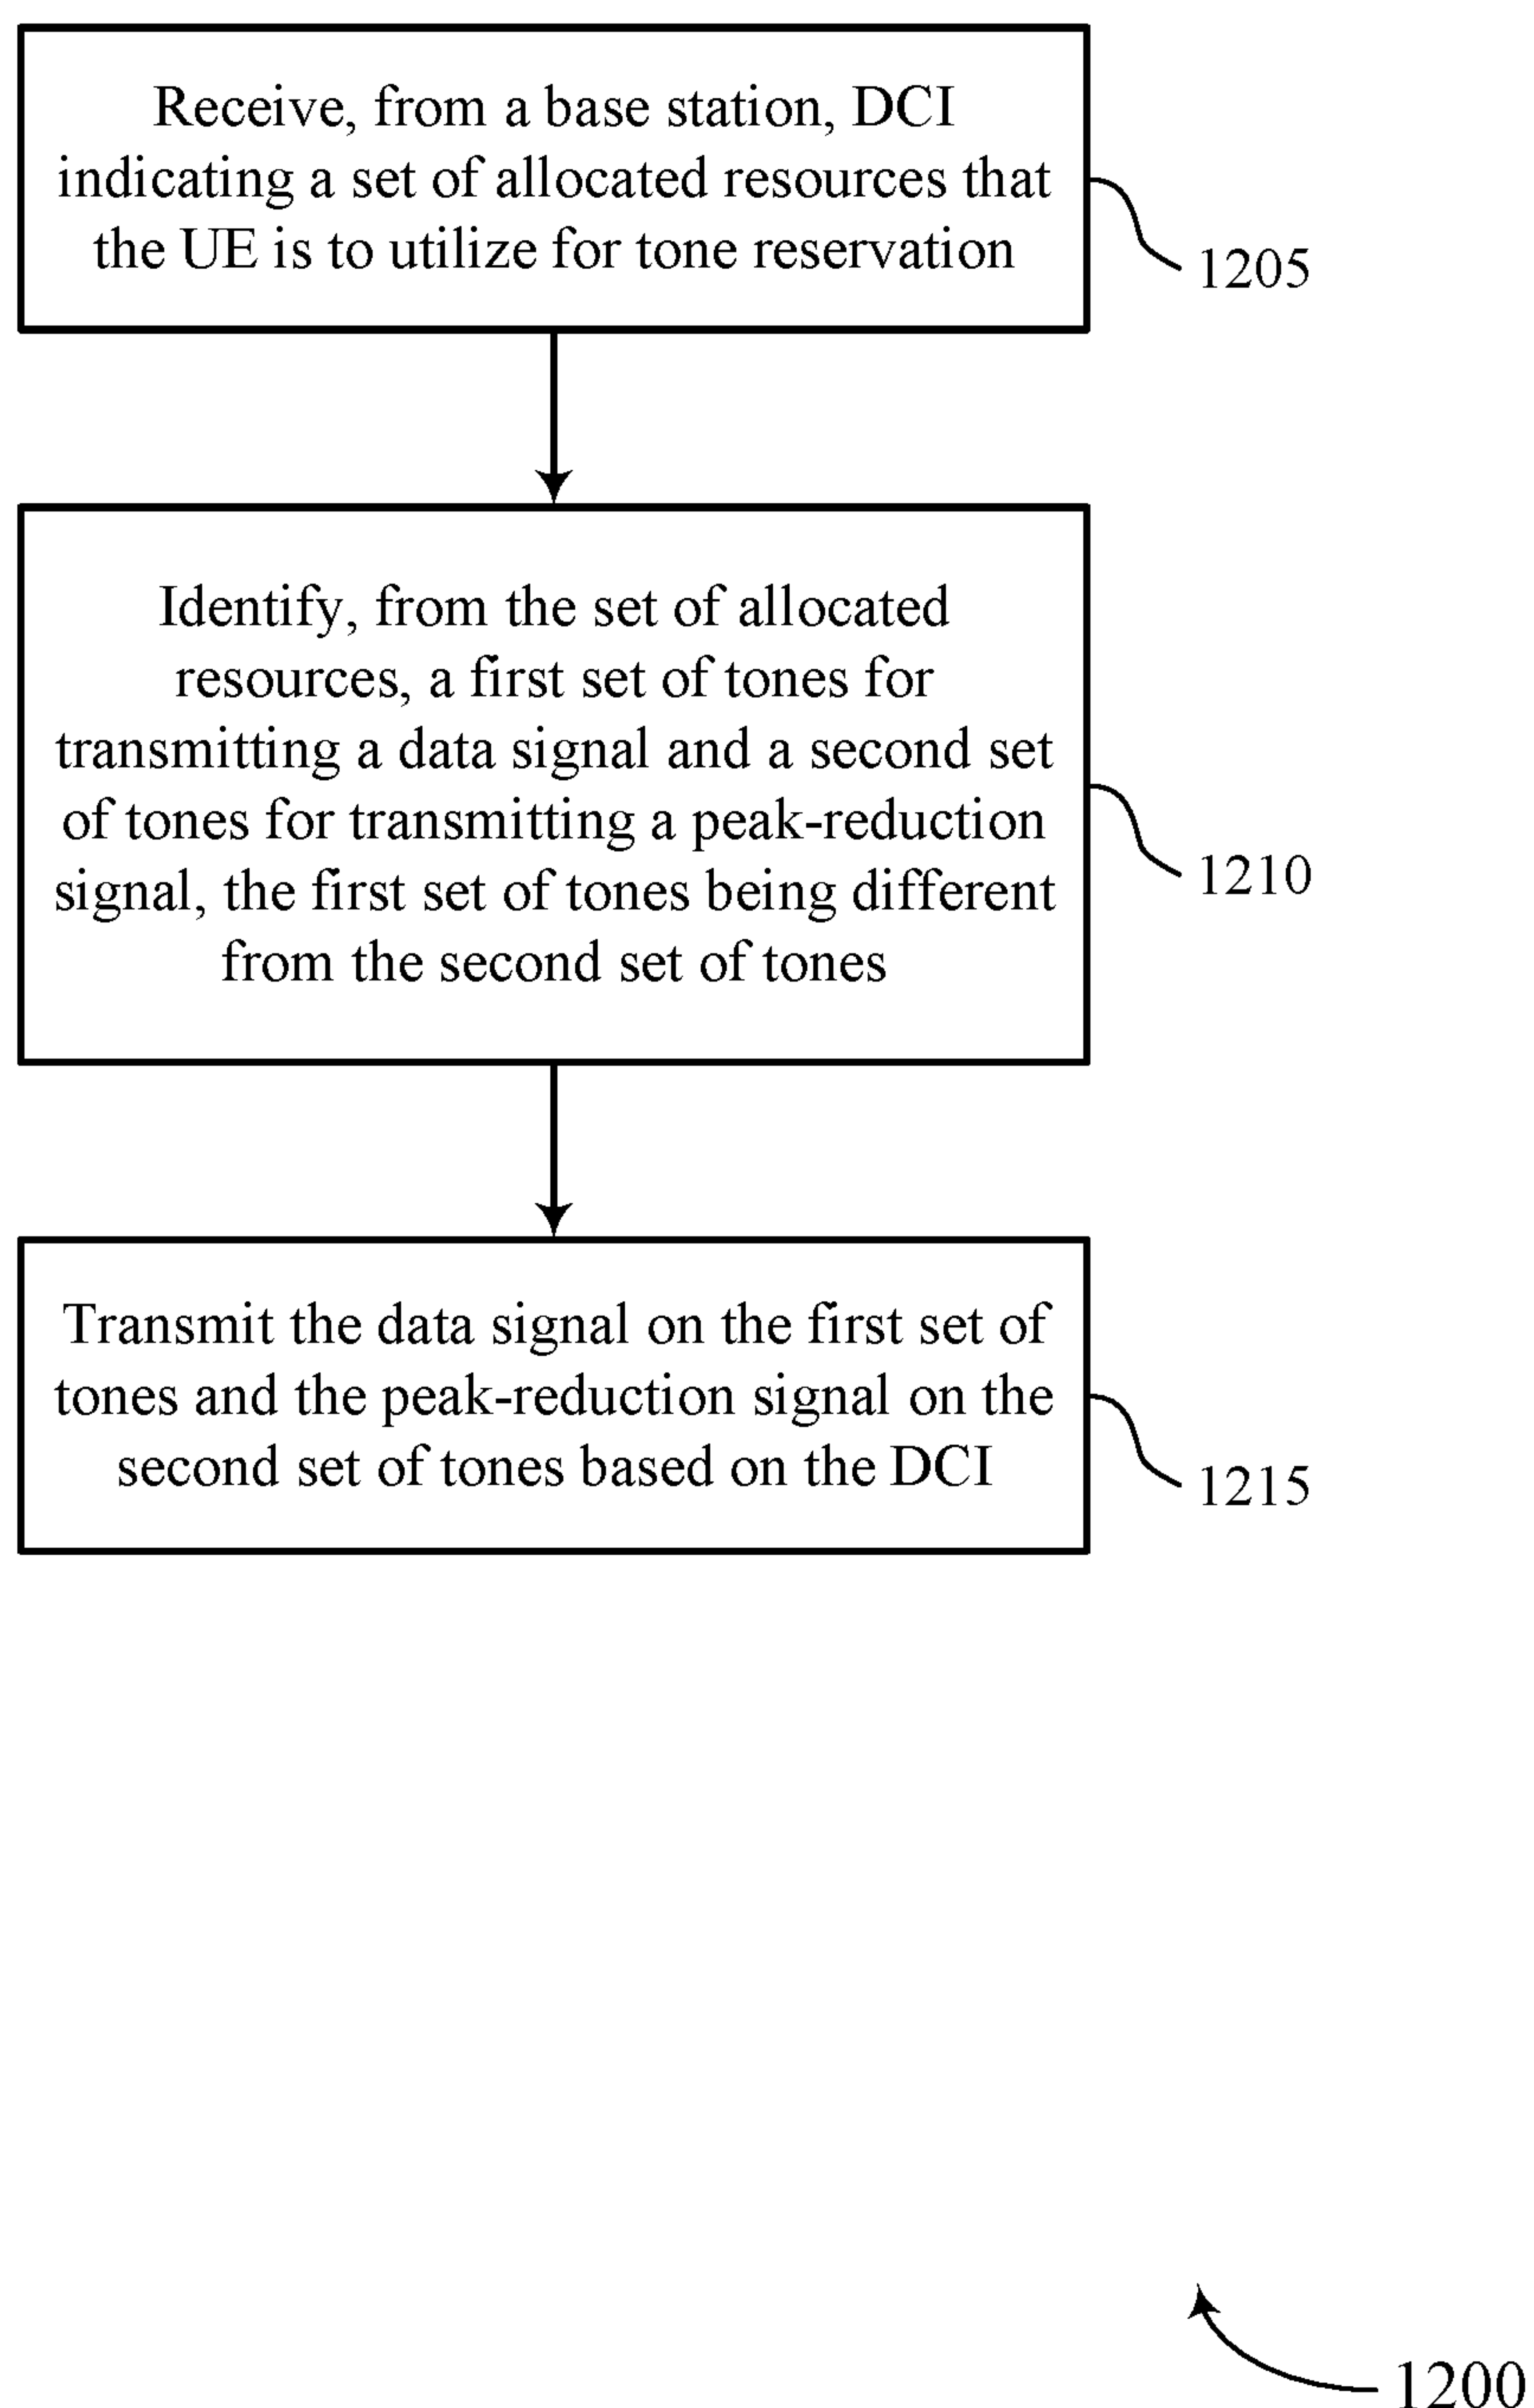 Receive, from a base station, DCI
indicating a set of allocated resources that
the UE is to utilize for tone reservation
1205
Identify, from the set of allocated
resources, a first set of tones for
transmitting a data signal and a second set
of tones for transmitting a peak-reduction
signal, the first set of tones being different
from the second set of tones
1210
Transmit the data signal on the first set of
tones and the peak-reduction signal on the
second set of tones based on the DCI
1215
1200